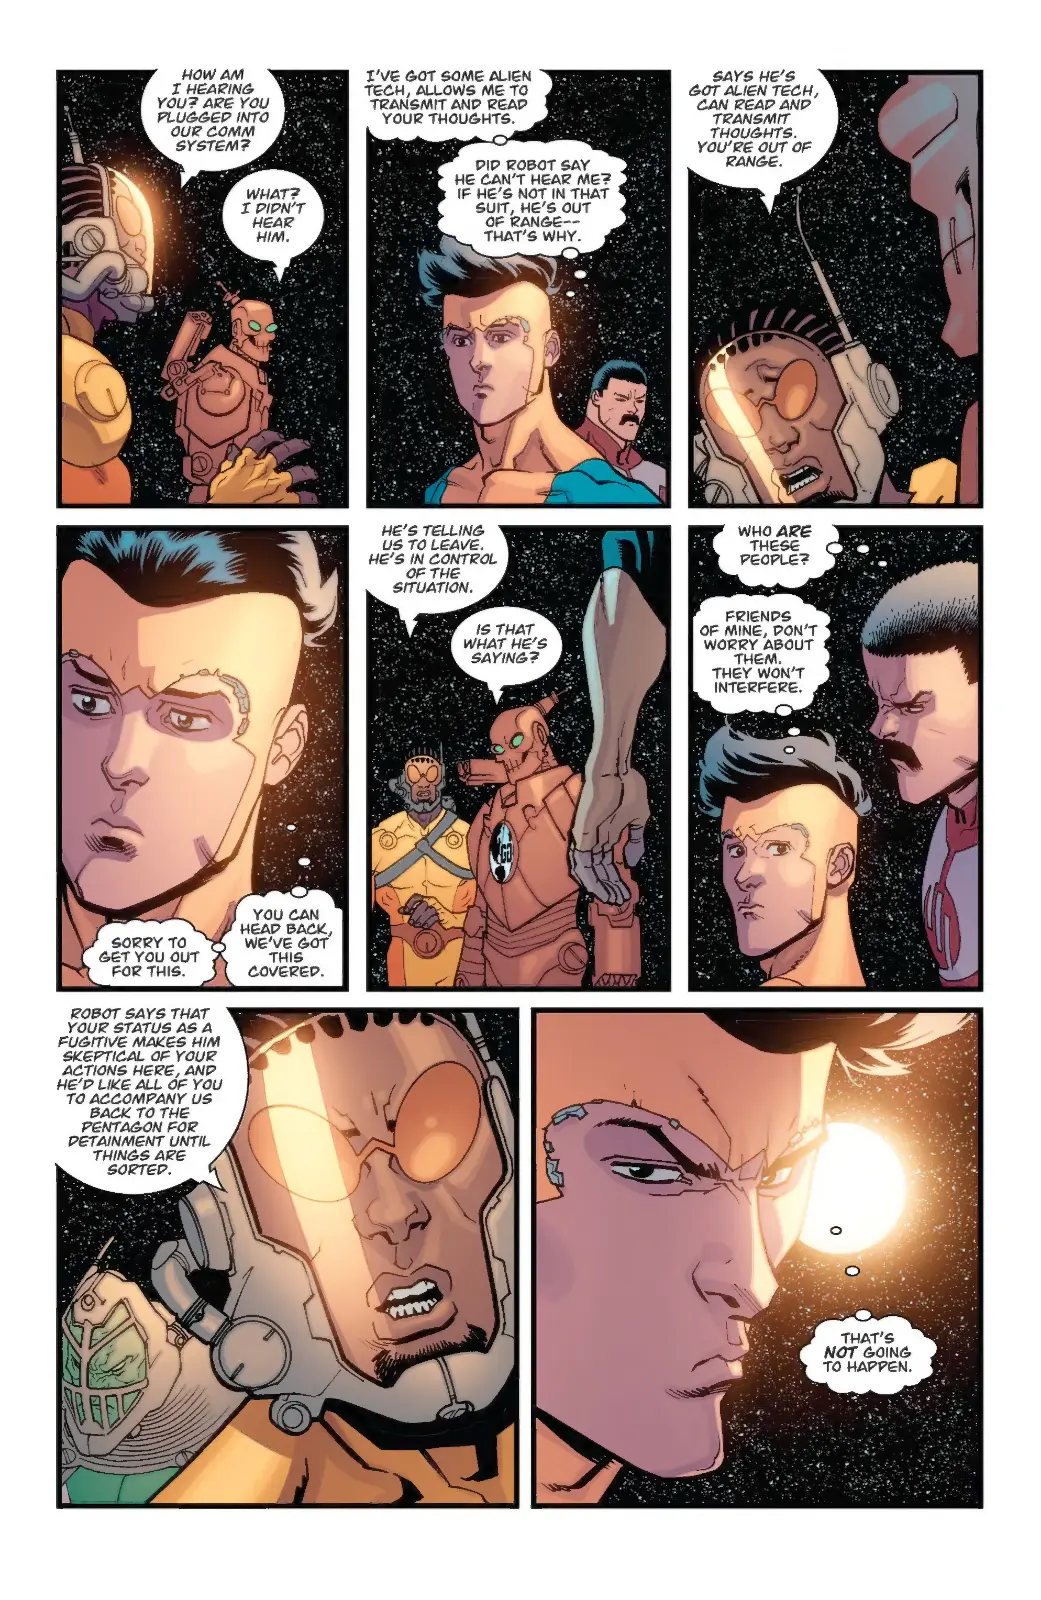 HOW AM
I HEARING
YOU? ARE YOU
PLUGGED INTO
OUR COMM
SYSTEM?
WHAT?
I DIDN'T
HEAR
HIM.
I'VE GOT SOME ALIEN
TECH, ALLOWS ME TO
TRANSMIT AND READ
YOUR THOUGHTS.
DID ROBOT SAY
HE CAN'T HEAR ME?
IF HE'S NOT IN THAT
SUIT, HE'S OUT
OF RANGE--
THAT'S WHY.
SAYS HE'S
GOT ALIEN TECH,
CAN READ AND
TRANSMIT
THOUGHTS.
YOU'RE OUT OF
RANGE.
SORRY TO
GET YOU OUT
FOR THIS.
YOU CAN
HEAD BACK,
WE'VE GOT
THIS
COVERED.
HE'S TELLING
US TO LEAVE.
HE'S IN CONTROL
OF THE
SITUATION.
IS THAT
WHAT HE'S
SAYING?
WHO ARE
THESE
PEOPLE?
FRIENDS
OF MINE, DON'T
WORRY ABOUT
THEM.
THEY WON'T
INTERFERE.
ROBOT SAYS THAT
YOUR STATUS AS A
FUGITIVE MAKES HIM
SKEPTICAL OF YOUR
ACTIONS HERE, AND
HE'D LIKE ALL OF YOU
TO ACCOMPANY US
BACK TO THE
PENTAGON FOR
DETAINMENT UNTIL
THINGS ARE
SORTED.
THAT'S
NOT GOING
TO HAPPEN.